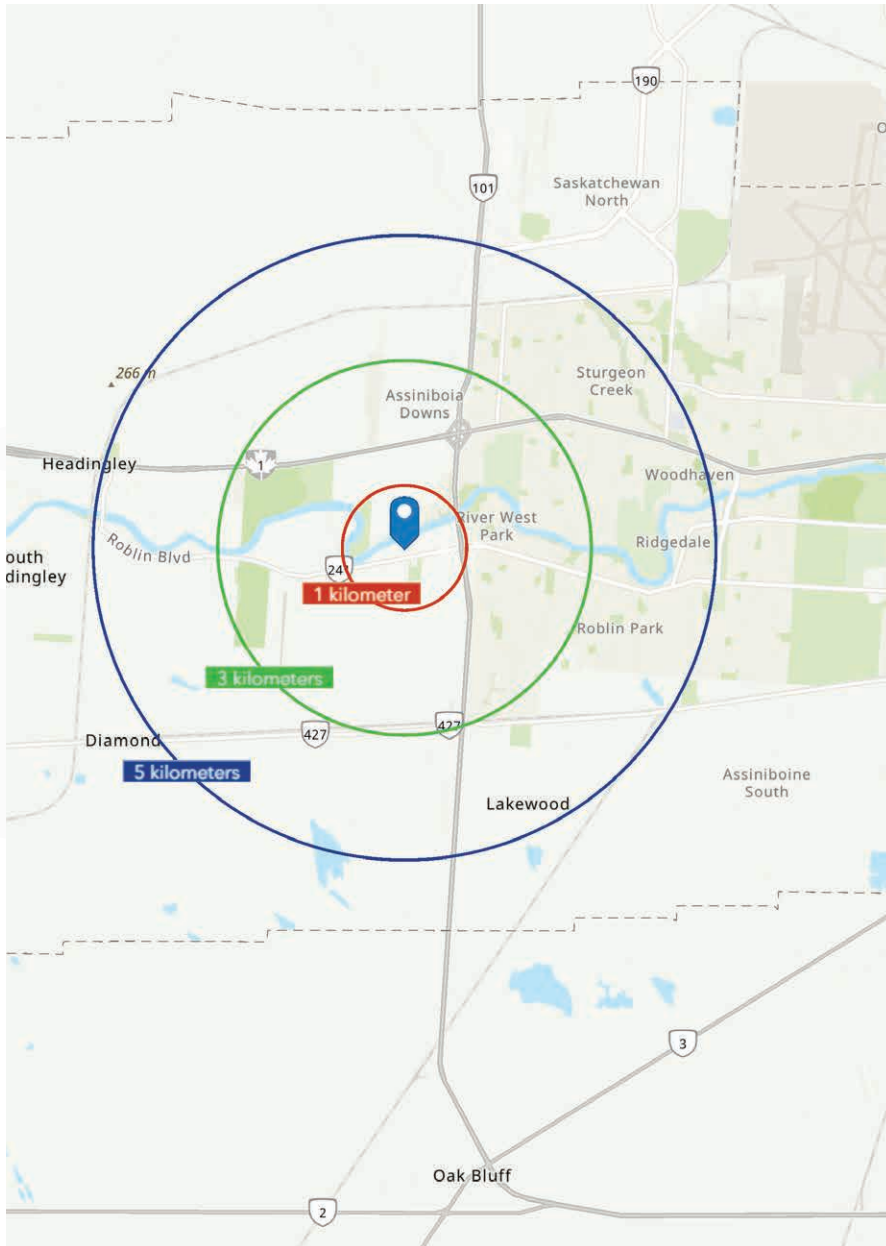 190
O
101
Saskatchewan
North
266 m
Sturgeon
Creek
Assiniboia
Downs
Headingley
1
Woodhaven
River West
Park
Roblin Blvd
Ridgedale
outh
dingley
241
1 kilometer
Roblin Park
3 kilometers
427
427
Diamond
5 kilometers
Assiniboine
South
Lakewood
3
Oak Bluff
2